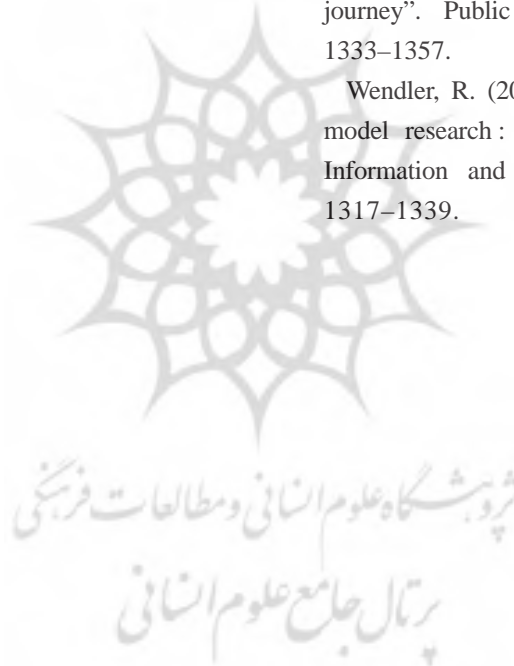 journey”. Public
1333–1357.
Wendler, R. (20
model research :
Information and
1317–1339.
پژوهشگاه علوم انسانی و مطالعات فرهنگی
پرتال جامع علوم انسانی